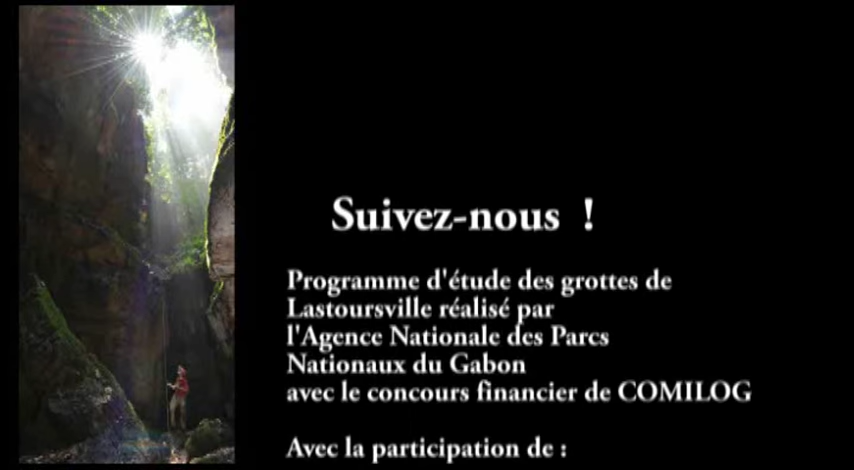 Suivez-nous !
Programme d'étude des grottes de
Lastoursville réalisé par
l'Agence Nationale des Parcs
Nationaux du Gabon
avec le concours financier de COMILOG
Avec la participation de :